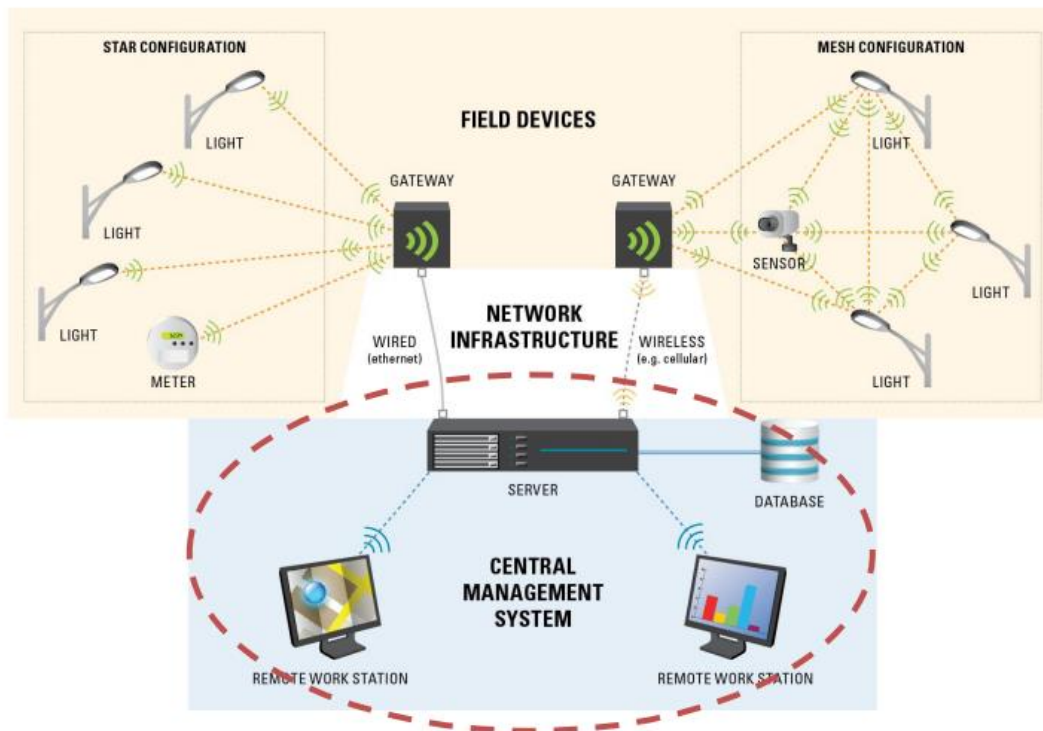 STAR CONFIGURATION
MESH CONFIGURATION
FIELD DEVICES
LIGHT
LIGHT
GATEWAY
GATEWAY
LIGHT
SENSOR
LIGHT
LIGHT
METER
WIRED
(ethernet)
NETWORK
INFRASTRUCTURE
WIRELESS
(e.g. cellular)
LIGHT
SERVER
DATABASE
CENTRAL
MANAGEMENT
SYSTEM
REMOTE WORK STATION
REMOTE WORK STATION